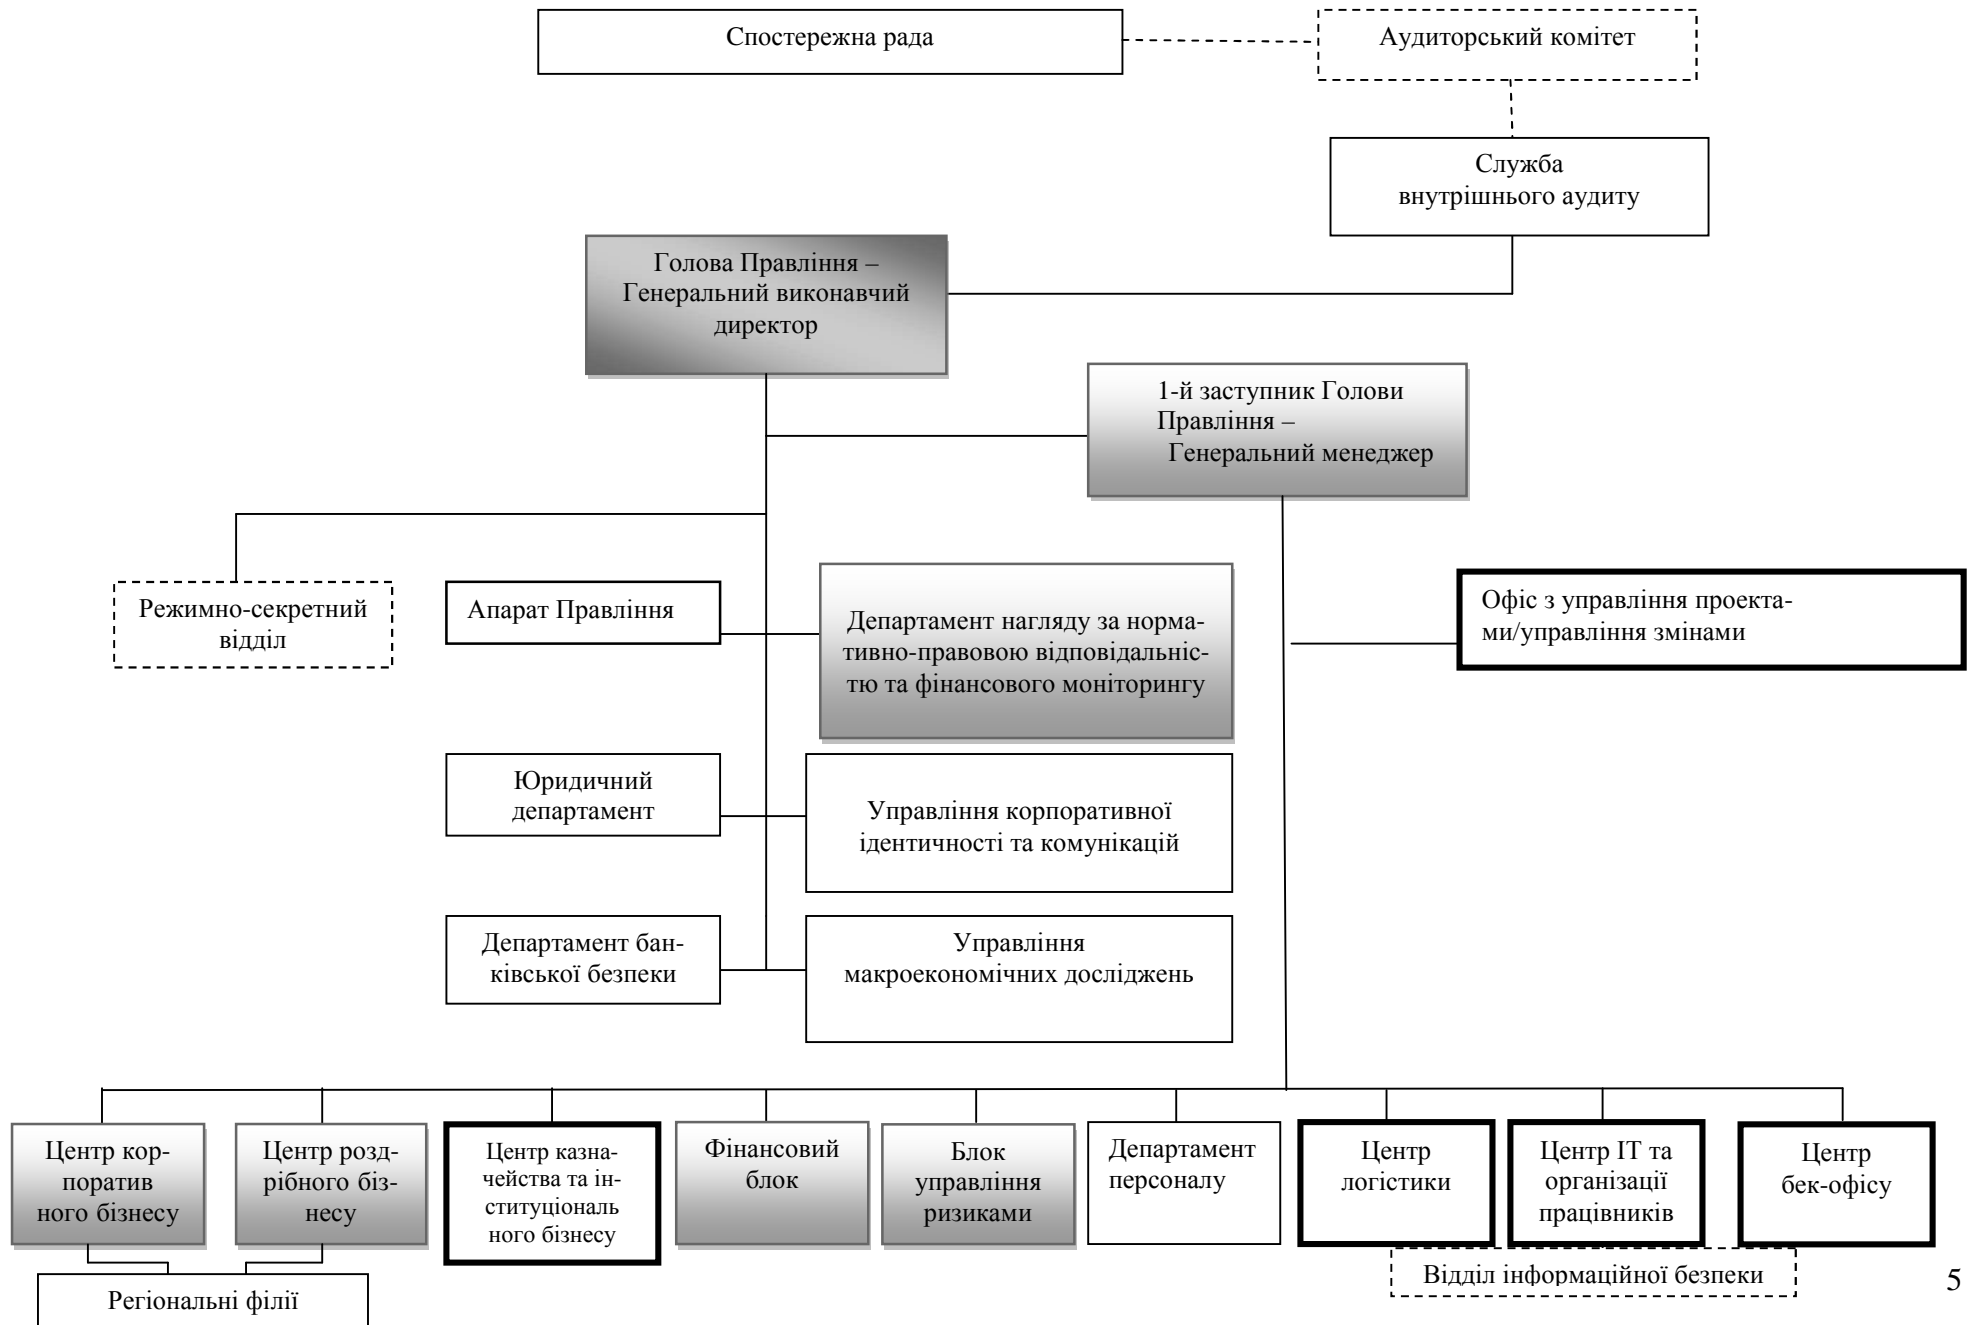 Спостережна рада
Аудиторський комітет
Служба
внутрішнього аудиту
Голова Правління –
Генеральний виконавчий
директор
1-й заступник Голови
Правління –
Генеральний менеджер
Режимно-секретний
відділ
Апарат Правління
Департамент нагляду за норма-
тивно-правовою відповідальніс-
тю та фінансового моніторингу
Офіс з управління проекта-
ми/управління змінами
Юридичний
департамент
Управління корпоративної
ідентичності та комунікацій
Департамент бан-
ківської безпеки
Управління
макроекономічних досліджень
Центр кор-
поратив
ного бізнесу
Центр розд-
рібного біз-
несу
Центр казна-
чейства та ін-
ституціональ
ного бізнесу
Фінансовий
блок
Блок
управління
ризиками
Департамент
персоналу
Центр
логістики
Центр ІТ та
організації
працівників
Центр
бек-офісу
Регіональні філії
Відділ інформаційної безпеки
5